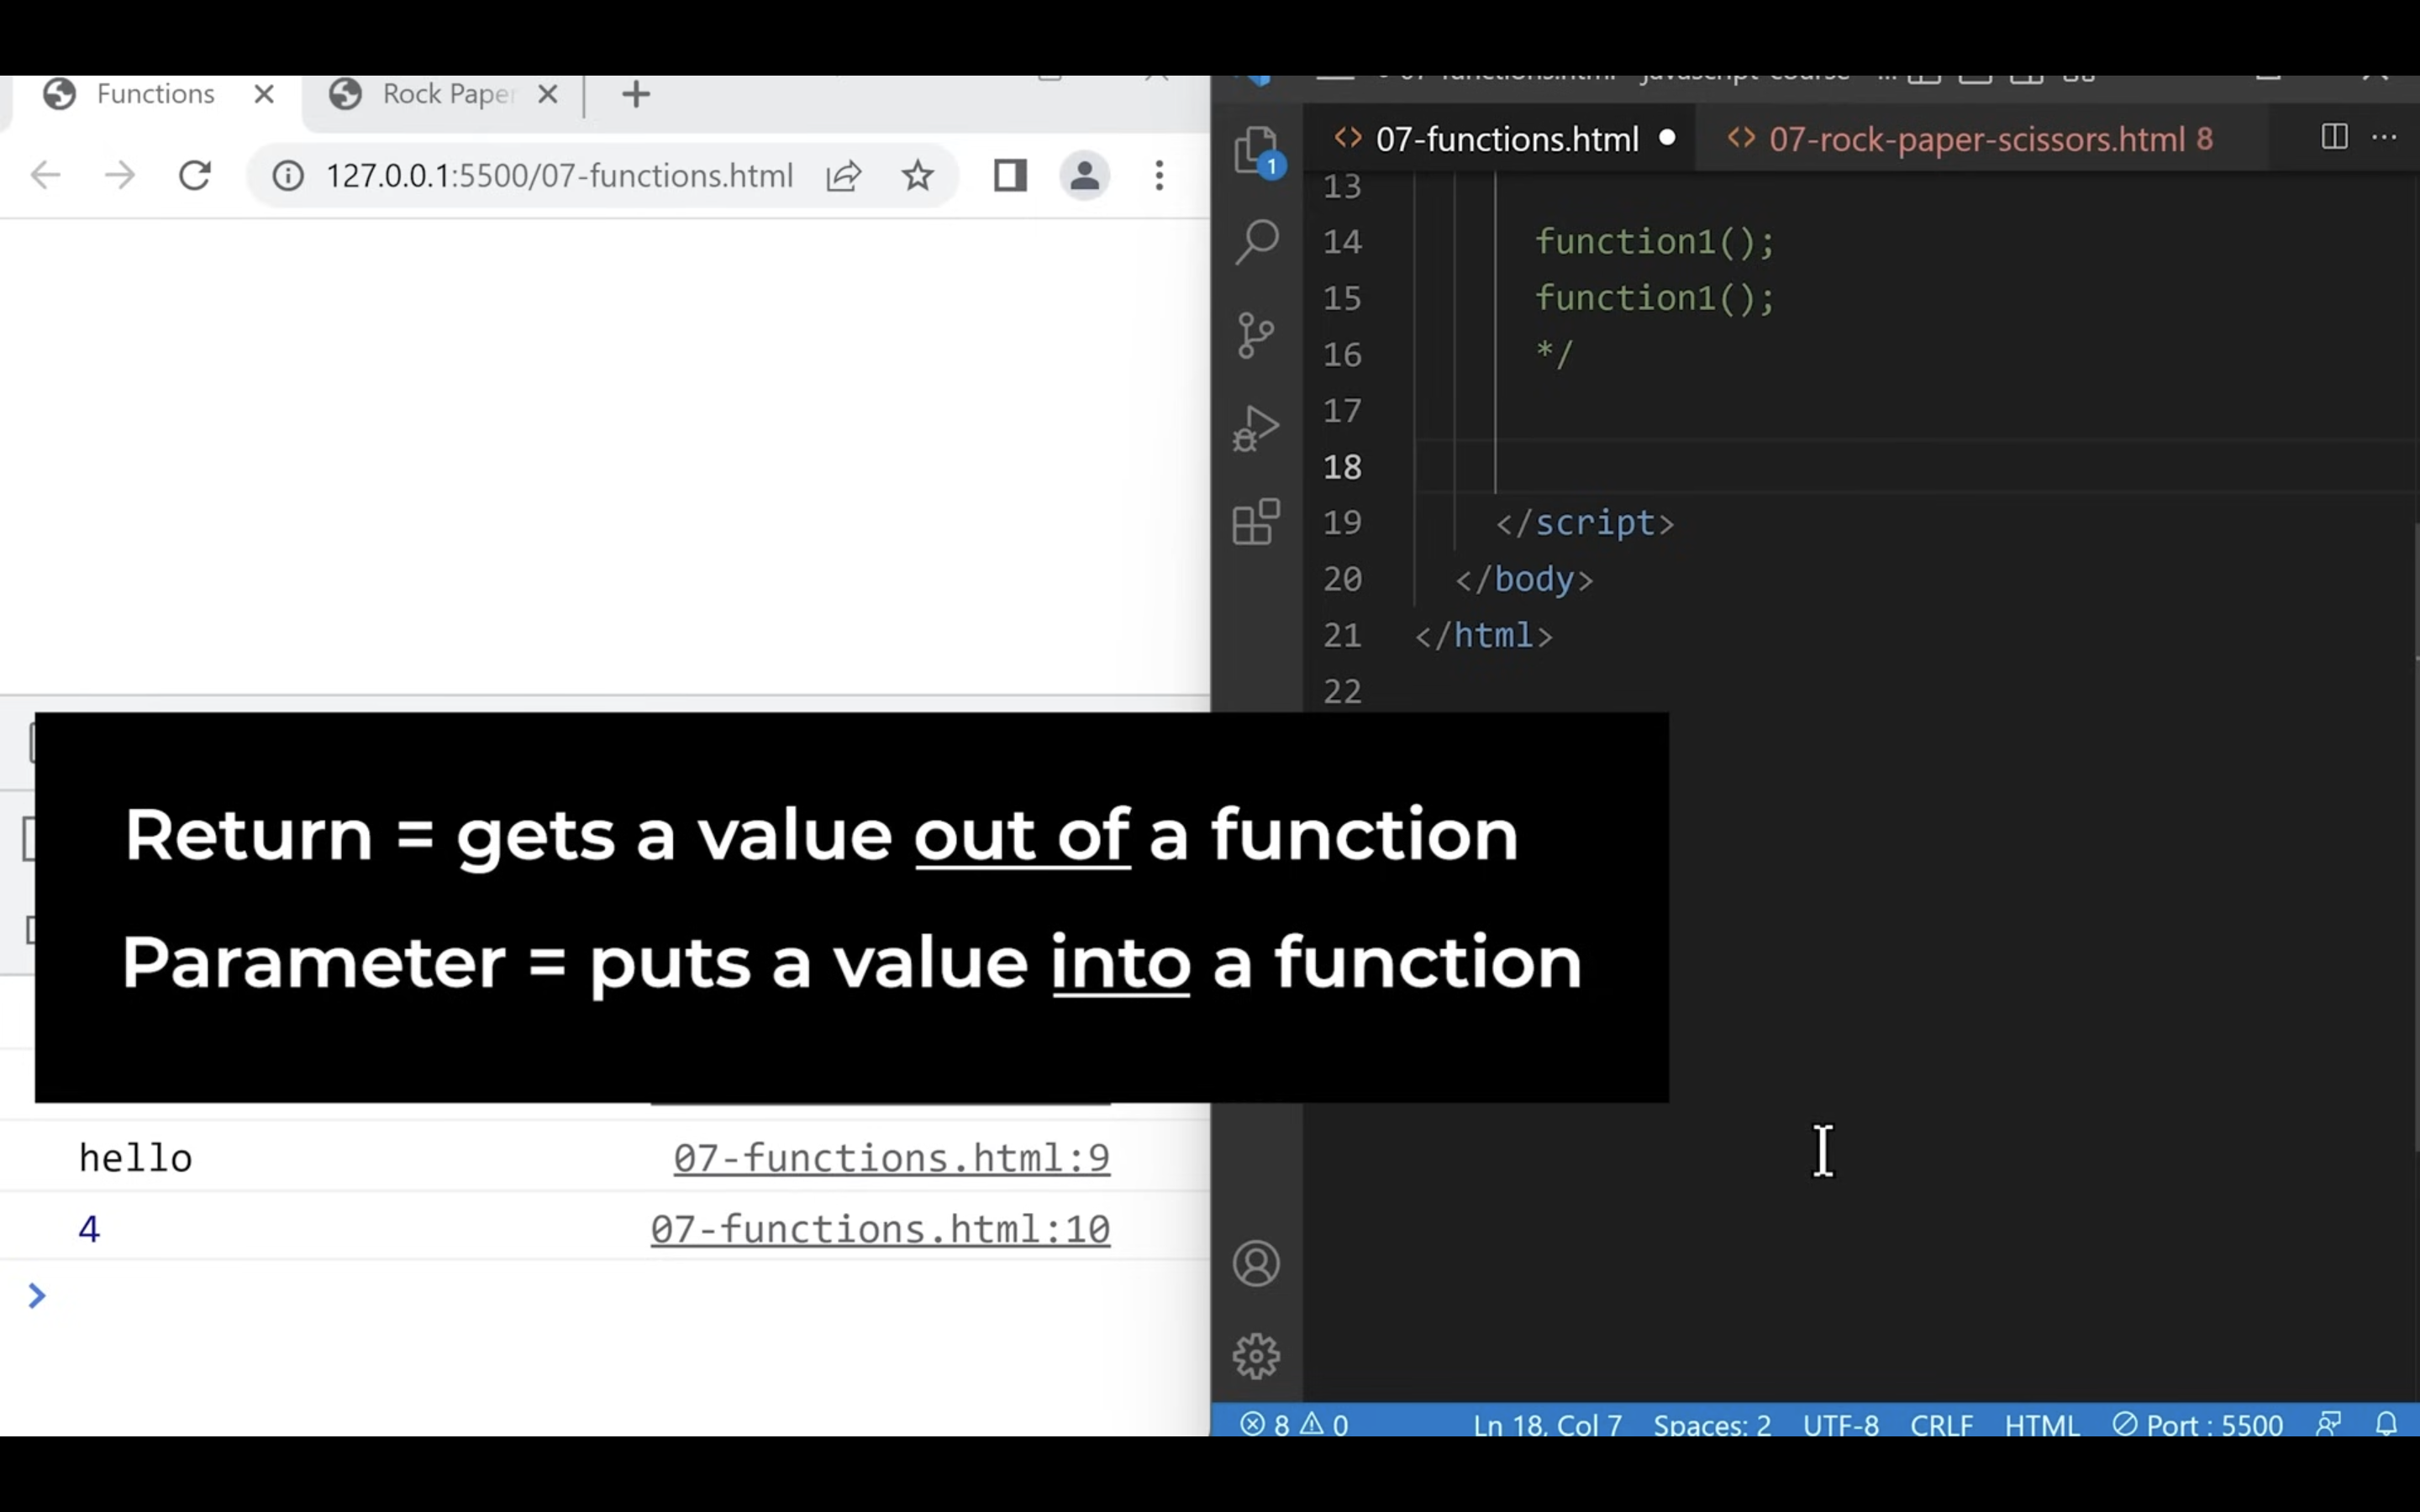 Functions
Rock Pape
127.0.0.1:5500/07-functions.html
07-functions.html
07-rock-paper-scissors.html 8
1
13
14 function1();
15 function1();
16 */
17
18
19 </script>
20 </body>
21 </html>
22
Return = gets a value out of a function
Parameter = puts a value into a function
hello 07-functions.html:9
4 07-functions.html:10
8 0 Ln 18, Col 7 Spaces: 2 UTF-8 CRLF HTML Port : 5500